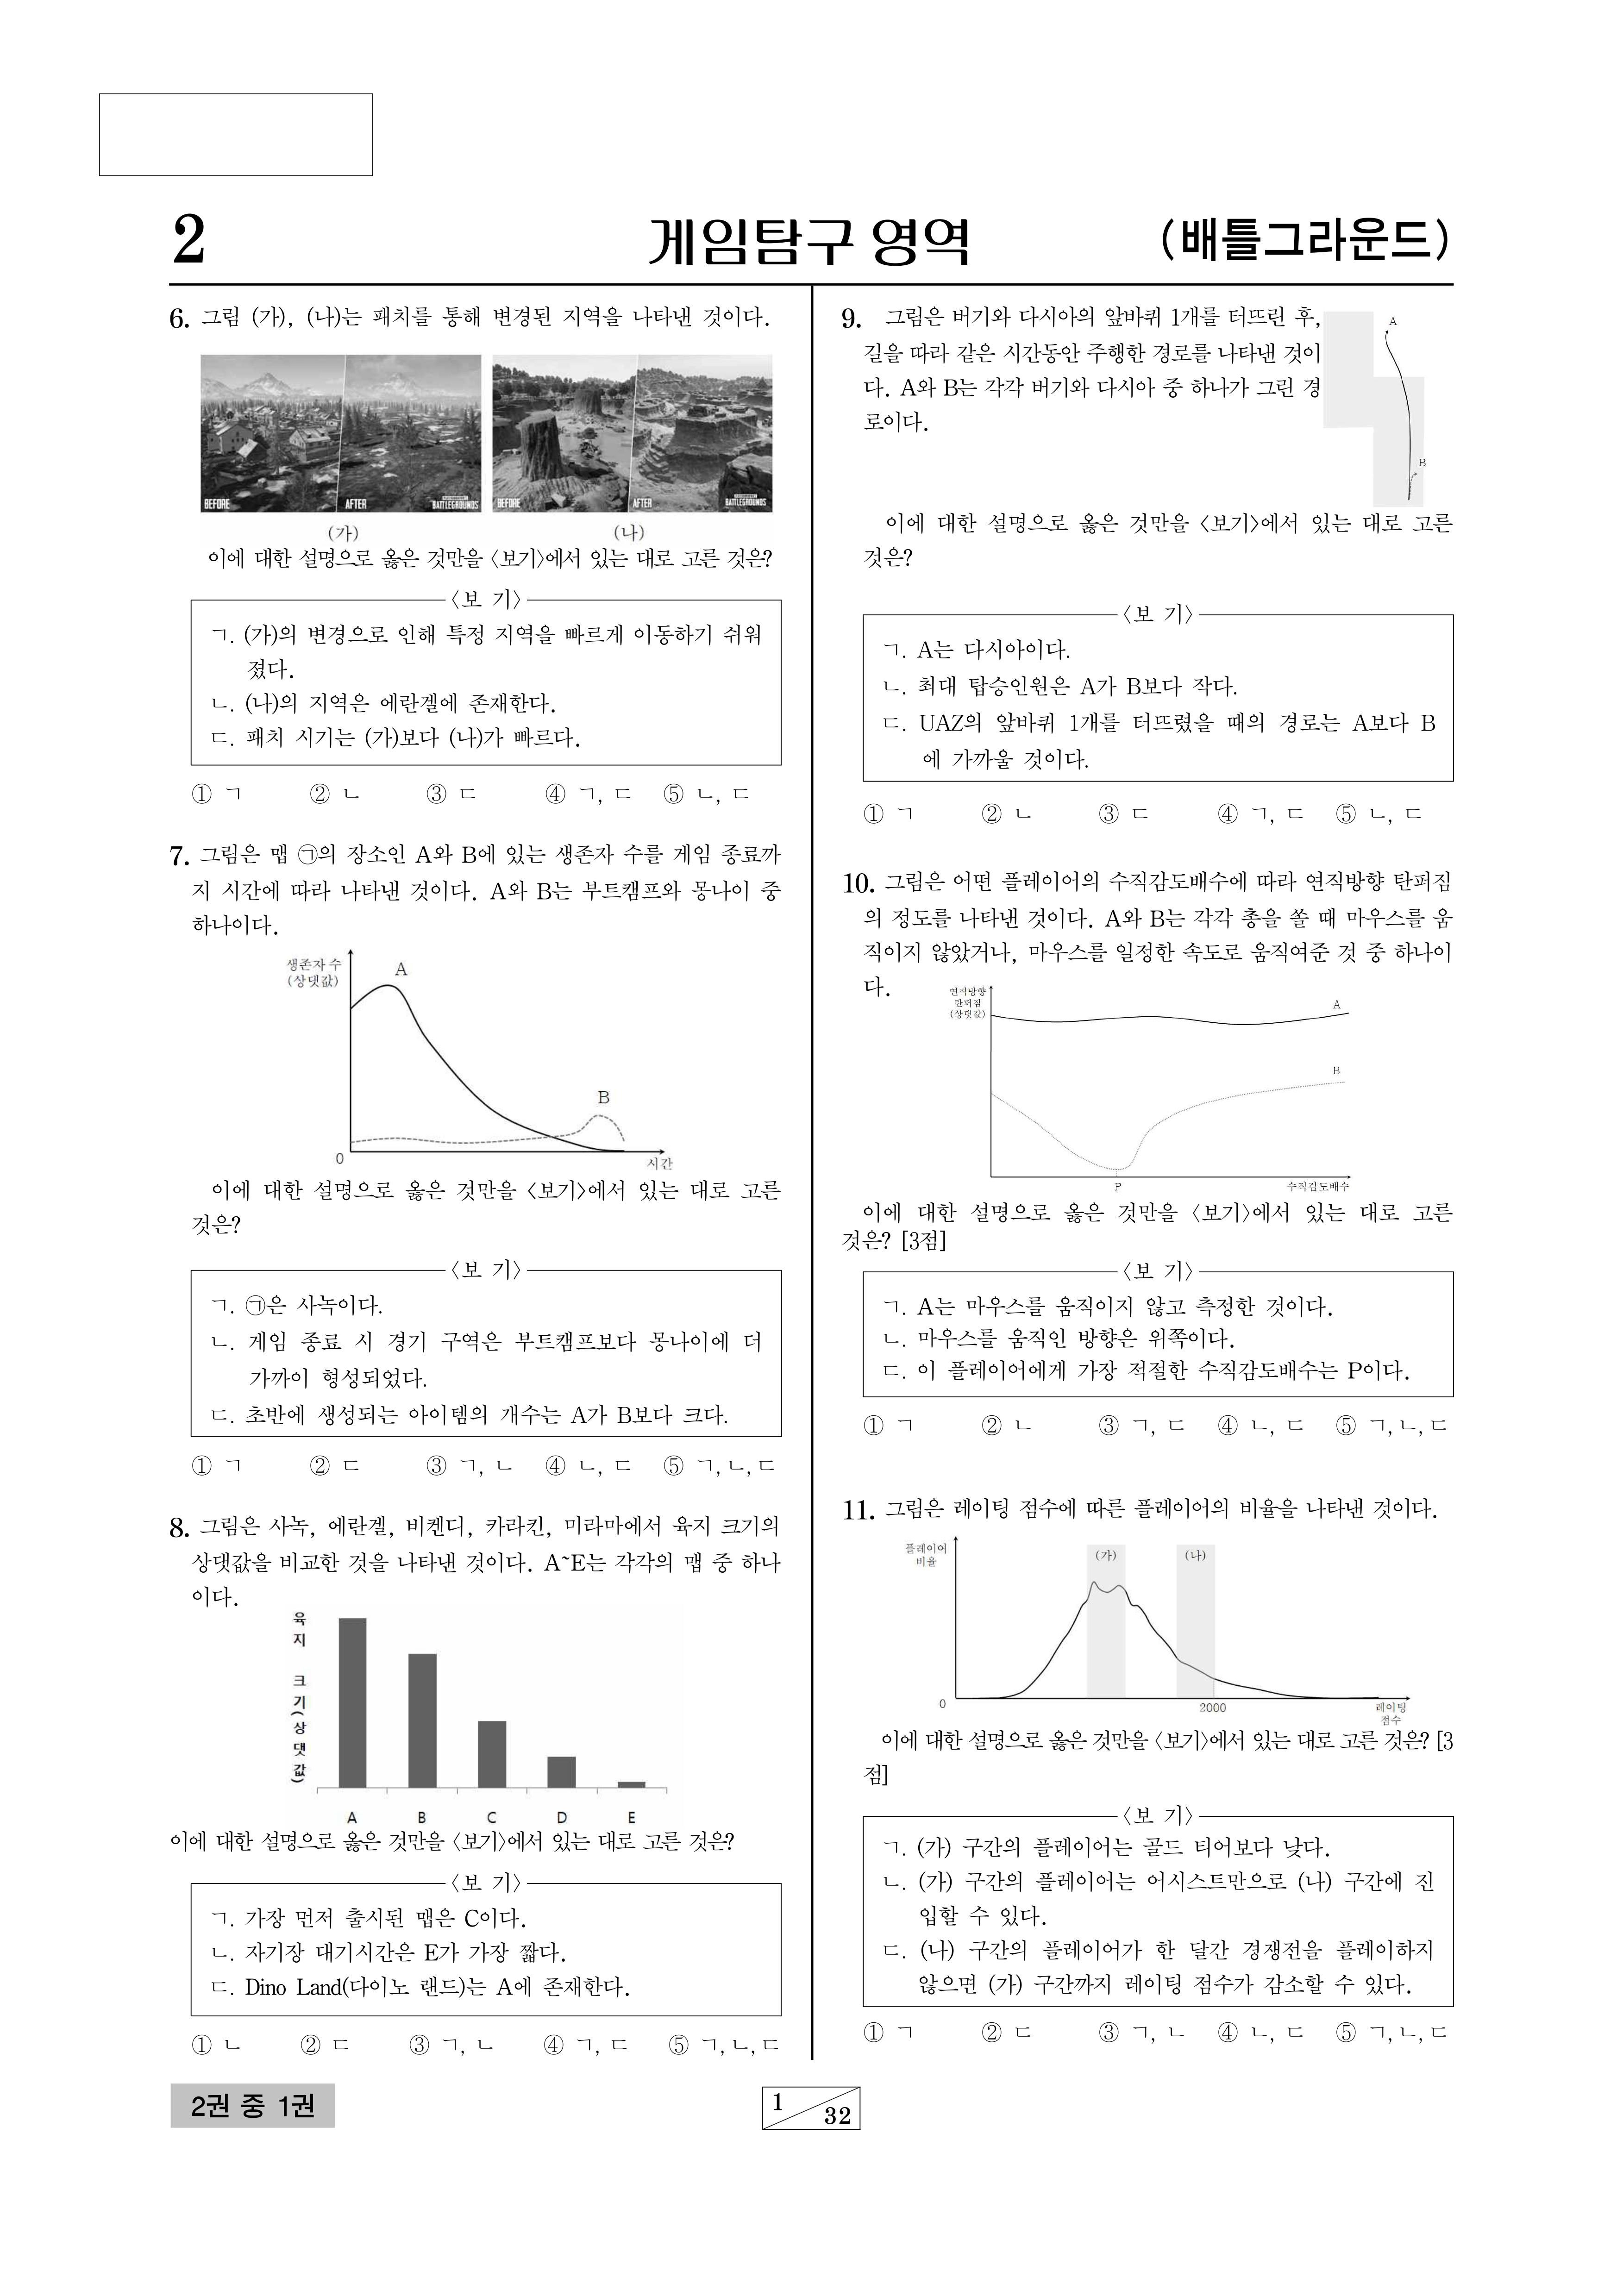 2
게임탐구 영역
(배틀그라운드)
6. 그림 (가), (나)는 패치를 통해 변경된 지역을 나타낸 것이다.
BEFORE
AFTER
BATTLEGROUNDS
BEFORE
AFTER
BATTLEGROUNDS
(가)
(나)
이에 대한 설명으로 옳은 것만을 <보기>에서 있는 대로 고른 것은?
<보 기>
ㄱ. (가)의 변경으로 인해 특정 지역을 빠르게 이동하기 쉬워
졌다.
ㄴ. (나)의 지역은 에란겔에 존재한다.
ㄷ. 패치 시기는 (가)보다 (나)가 빠르다.
① ㄱ ② ㄴ ③ ㄷ ④ ㄱ, ㄷ ⑤ ㄴ, ㄷ
7. 그림은 맵 ㉠의 장소인 A와 B에 있는 생존자 수를 게임 종료까
지 시간에 따라 나타낸 것이다. A와 B는 부트캠프와 몽나이 중
하나이다.
생존자 수
(상댓값)
A
B
0
시간
이에 대한 설명으로 옳은 것만을 <보기>에서 있는 대로 고른
것은?
<보 기>
ㄱ. ㉠은 사녹이다.
ㄴ. 게임 종료 시 경기 구역은 부트캠프보다 몽나이에 더
가까이 형성되었다.
ㄷ. 초반에 생성되는 아이템의 개수는 A가 B보다 크다.
① ㄱ ② ㄷ ③ ㄱ, ㄴ ④ ㄴ, ㄷ ⑤ ㄱ, ㄴ, ㄷ
8. 그림은 사녹, 에란겔, 비켄디, 카라킨, 미라마에서 육지 크기의
상댓값을 비교한 것을 나타낸 것이다. A~E는 각각의 맵 중 하나
이다.
육지 크기(상댓값)
A B C D E
이에 대한 설명으로 옳은 것만을 <보기>에서 있는 대로 고른 것은?
<보 기>
ㄱ. 가장 먼저 출시된 맵은 C이다.
ㄴ. 자기장 대기시간은 E가 가장 짧다.
ㄷ. Dino Land(다이노 랜드)는 A에 존재한다.
① ㄴ ② ㄷ ③ ㄱ, ㄴ ④ ㄱ, ㄷ ⑤ ㄱ, ㄴ, ㄷ
9. 그림은 버기와 다시아의 앞바퀴 1개를 터뜨린 후,
길을 따라 같은 시간동안 주행한 경로를 나타낸 것이
다. A와 B는 각각 버기와 다시아 중 하나가 그린 경
로이다.
A
B
이에 대한 설명으로 옳은 것만을 <보기>에서 있는 대로 고른
것은?
<보 기>
ㄱ. A는 다시아이다.
ㄴ. 최대 탑승인원은 A가 B보다 작다.
ㄷ. UAZ의 앞바퀴 1개를 터뜨렸을 때의 경로는 A보다 B
에 가까울 것이다.
① ㄱ ② ㄴ ③ ㄷ ④ ㄱ, ㄷ ⑤ ㄴ, ㄷ
10. 그림은 어떤 플레이어의 수직감도배수에 따라 연직방향 탄퍼짐
의 정도를 나타낸 것이다. A와 B는 각각 총을 쏠 때 마우스를 움
직이지 않았거나, 마우스를 일정한 속도로 움직여준 것 중 하나이
다.
연직방향
탄퍼짐
(상댓값)
A
B
P
수직감도배수
이에 대한 설명으로 옳은 것만을 <보기>에서 있는 대로 고른
것은? [3점]
<보 기>
ㄱ. A는 마우스를 움직이지 않고 측정한 것이다.
ㄴ. 마우스를 움직인 방향은 위쪽이다.
ㄷ. 이 플레이어에게 가장 적절한 수직감도배수는 P이다.
① ㄱ ② ㄴ ③ ㄱ, ㄷ ④ ㄴ, ㄷ ⑤ ㄱ, ㄴ, ㄷ
11. 그림은 레이팅 점수에 따른 플레이어의 비율을 나타낸 것이다.
플레이어
비율
(가)
(나)
0
2000
레이팅
점수
이에 대한 설명으로 옳은 것만을 <보기>에서 있는 대로 고른 것은? [3
점]
<보 기>
ㄱ. (가) 구간의 플레이어는 골드 티어보다 낮다.
ㄴ. (가) 구간의 플레이어는 어시스트만으로 (나) 구간에 진
입할 수 있다.
ㄷ. (나) 구간의 플레이어가 한 달간 경쟁전을 플레이하지
않으면 (가) 구간까지 레이팅 점수가 감소할 수 있다.
① ㄱ ② ㄷ ③ ㄱ, ㄴ ④ ㄴ, ㄷ ⑤ ㄱ, ㄴ, ㄷ
2권 중 1권
1
32